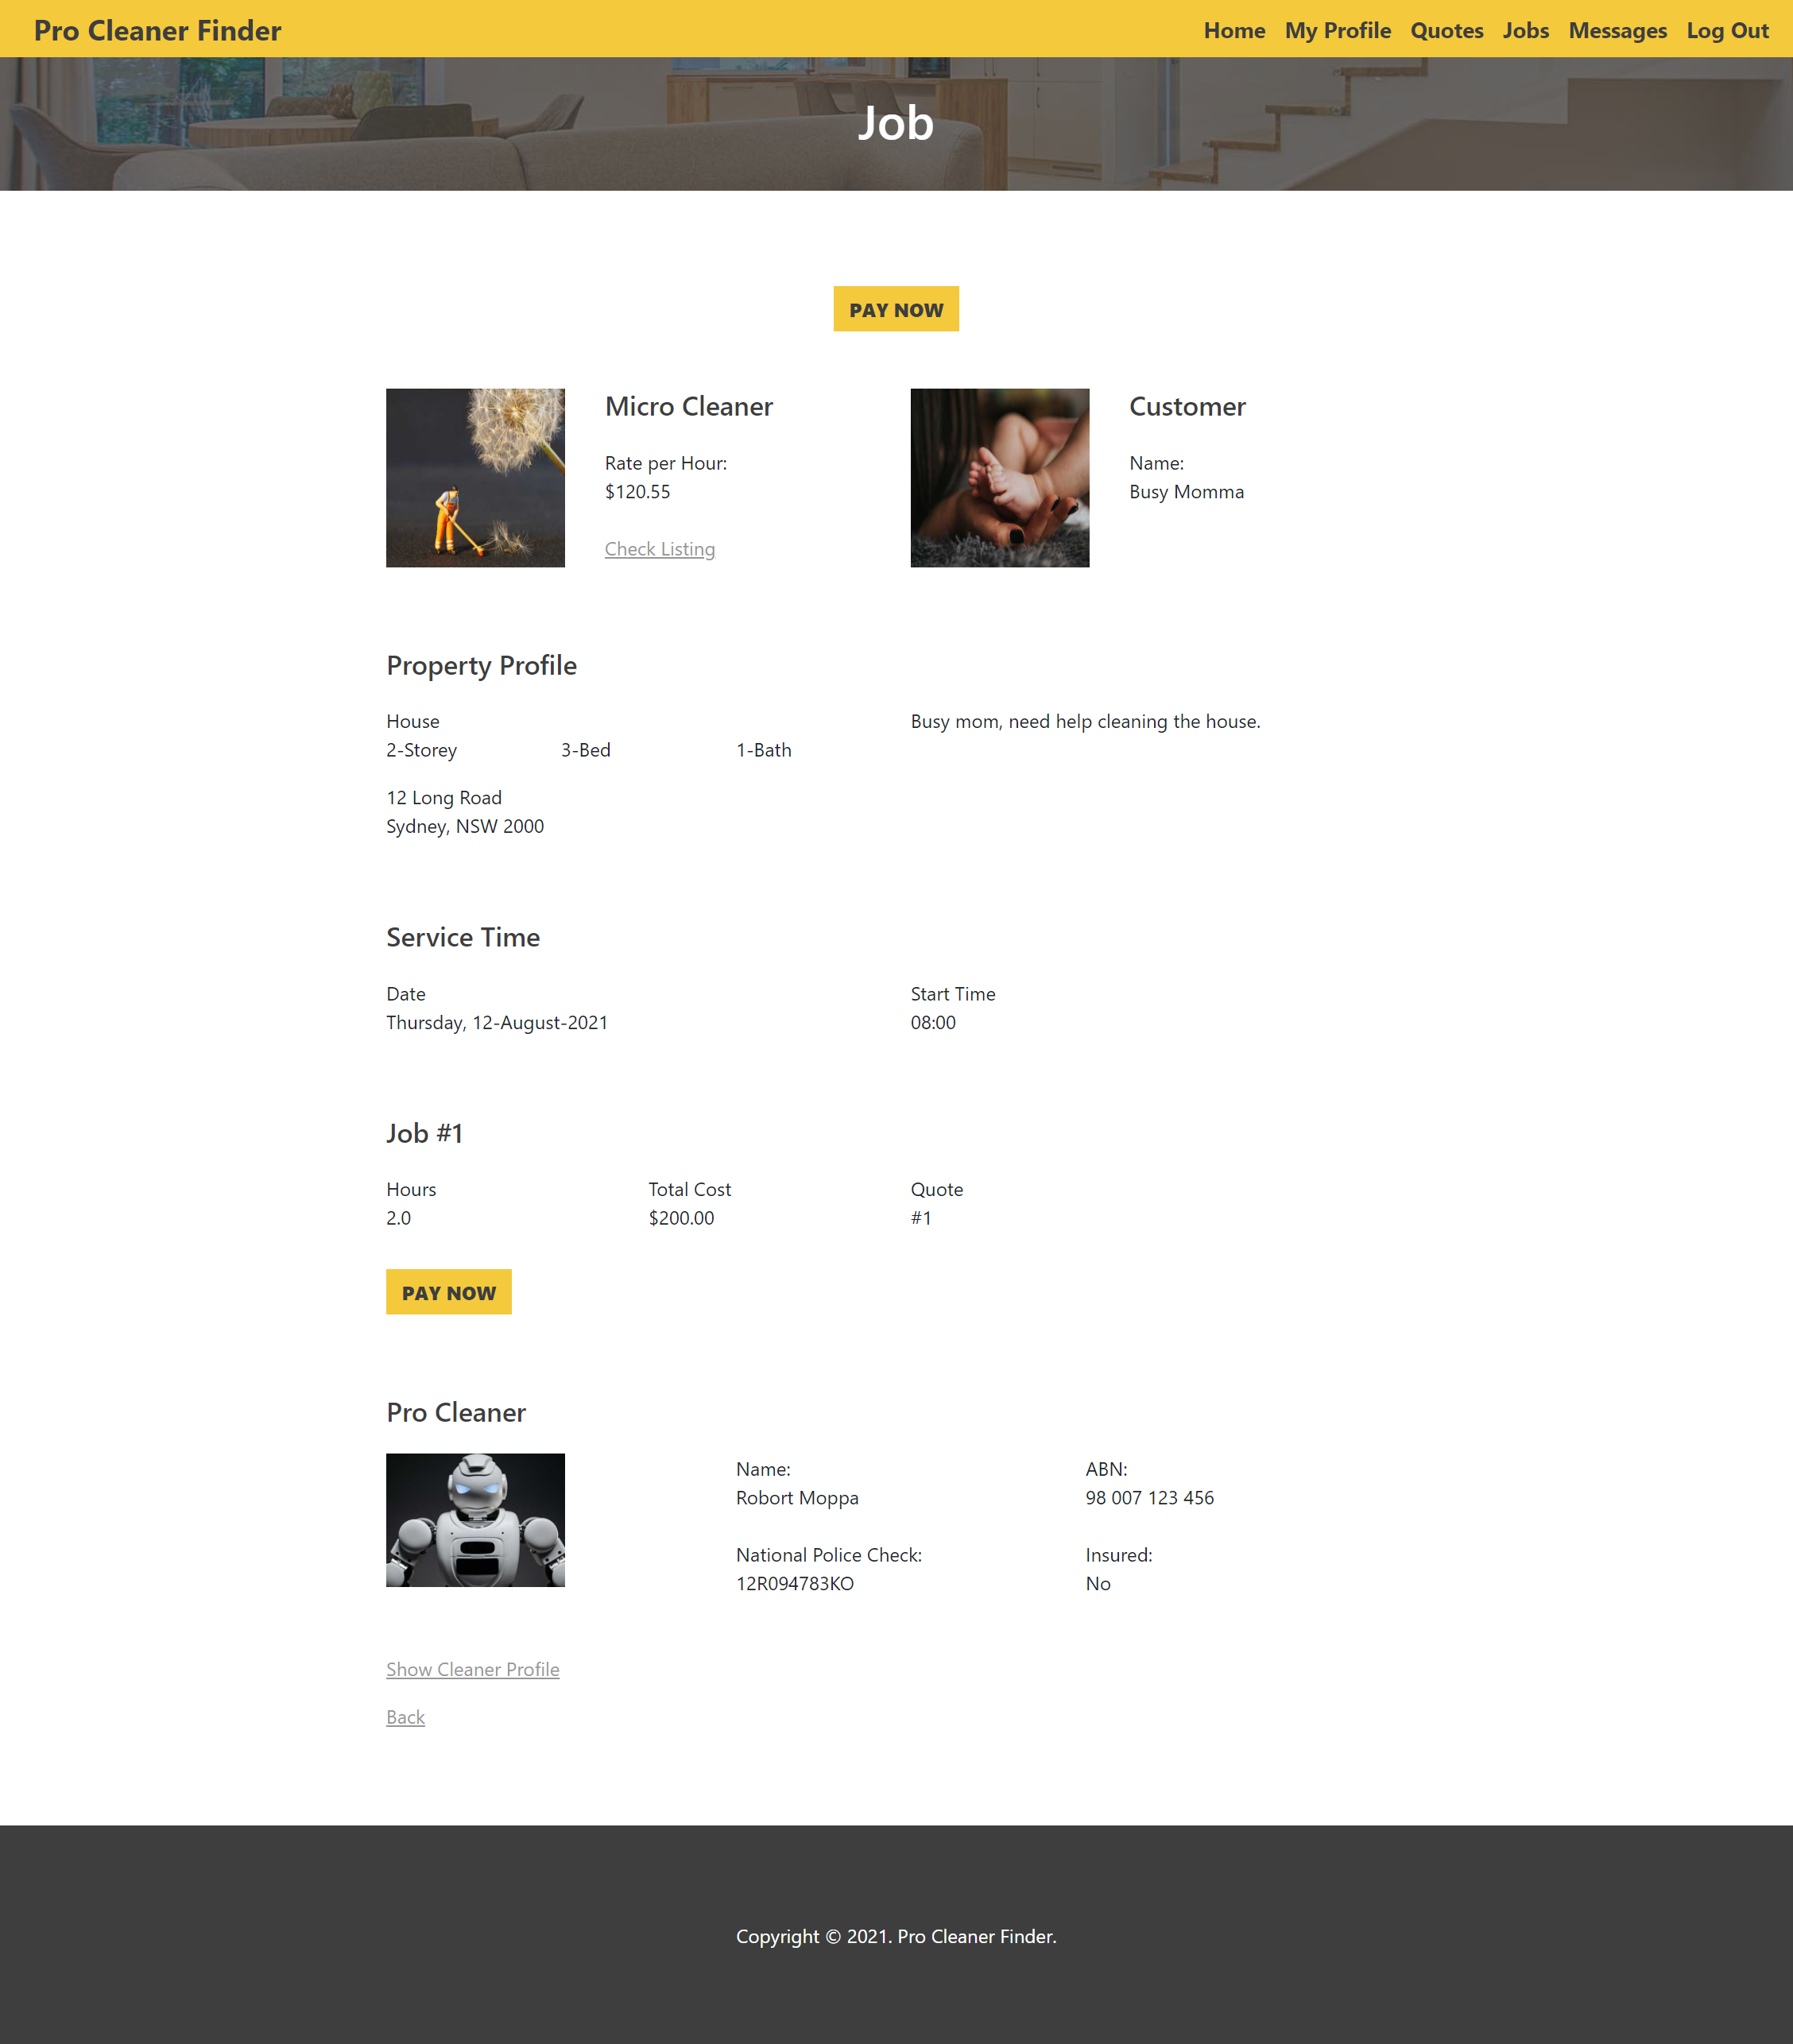 Pro Cleaner Finder
Home My Profile Quotes Jobs Messages Log Out
Job
PAY NOW
Micro Cleaner
Rate per Hour:
$120.55
Check Listing
Customer
Name:
Busy Momma
Property Profile
House
2-Storey 3-Bed 1-Bath
12 Long Road
Sydney, NSW 2000
Busy mom, need help cleaning the house.
Service Time
Date
Thursday, 12-August-2021
Start Time
08:00
Job #1
Hours
2.0
Total Cost
$200.00
Quote
#1
PAY NOW
Pro Cleaner
Name:
Robort Moppa
ABN:
98 007 123 456
National Police Check:
12R094783KO
Insured:
No
Show Cleaner Profile
Back
Copyright © 2021. Pro Cleaner Finder.